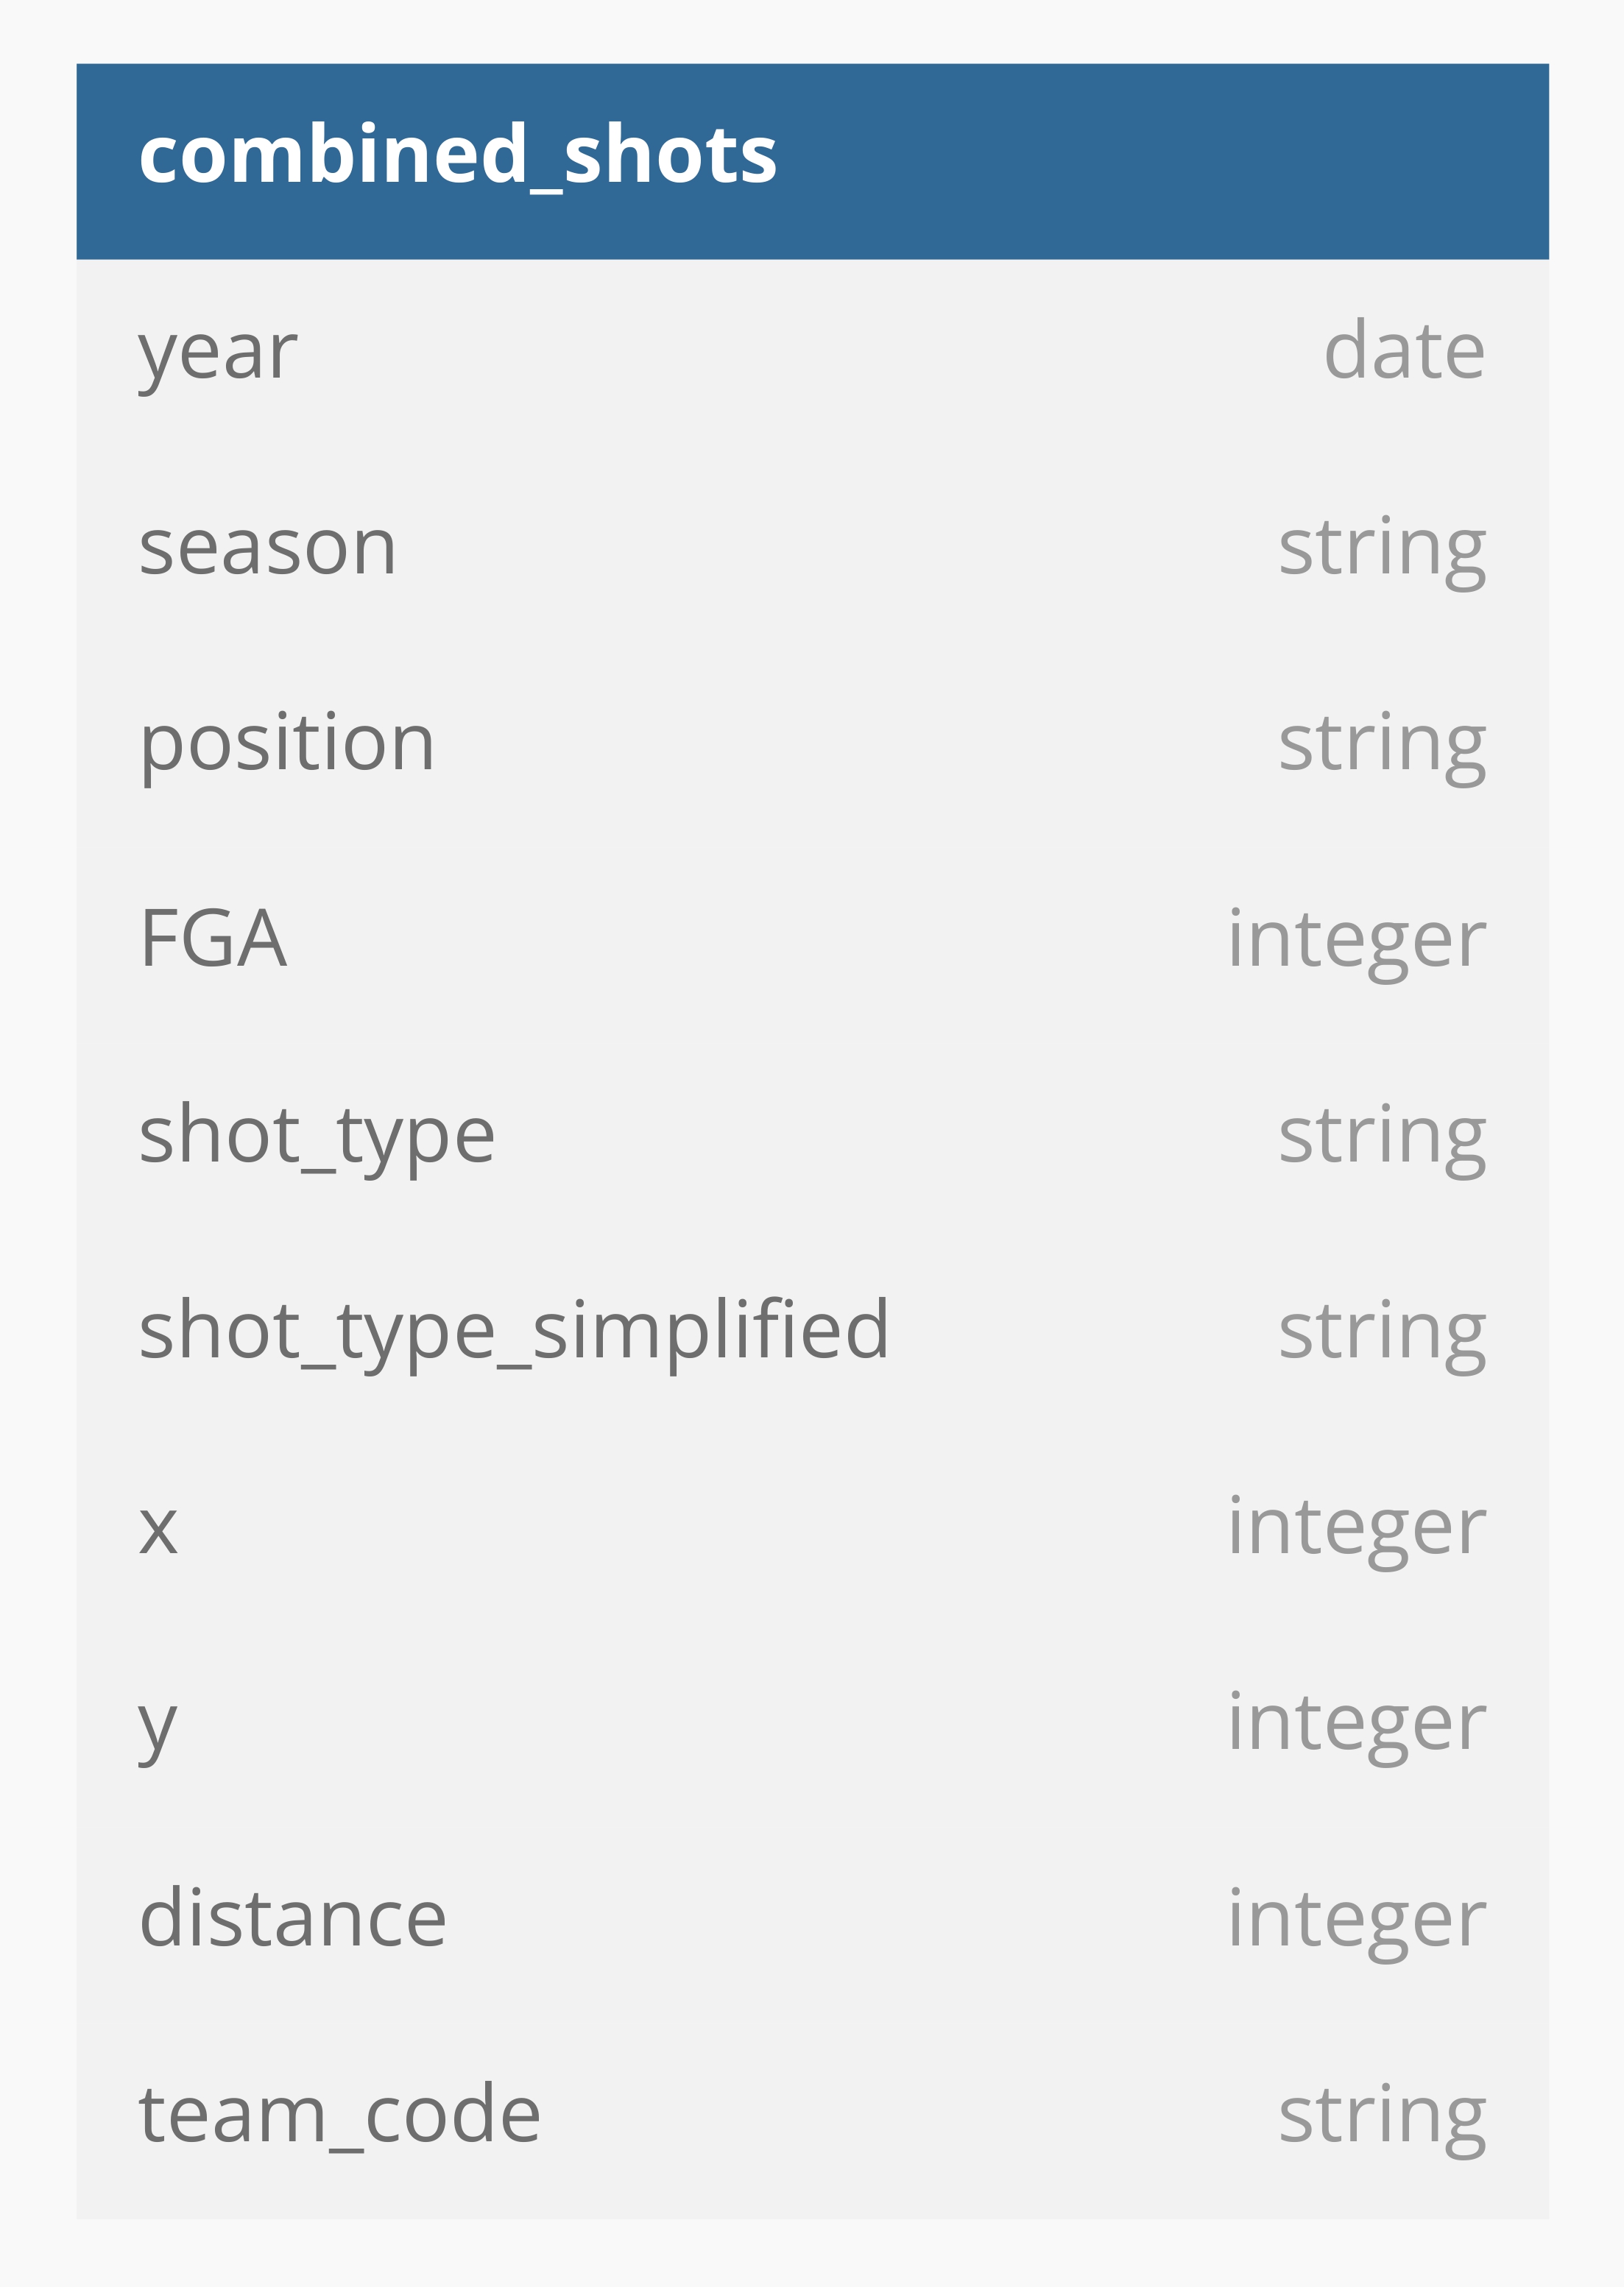 combined_shots
year date
season string
position string
FGA integer
shot_type string
shot_type_simplified string
x integer
y integer
distance integer
team_code string